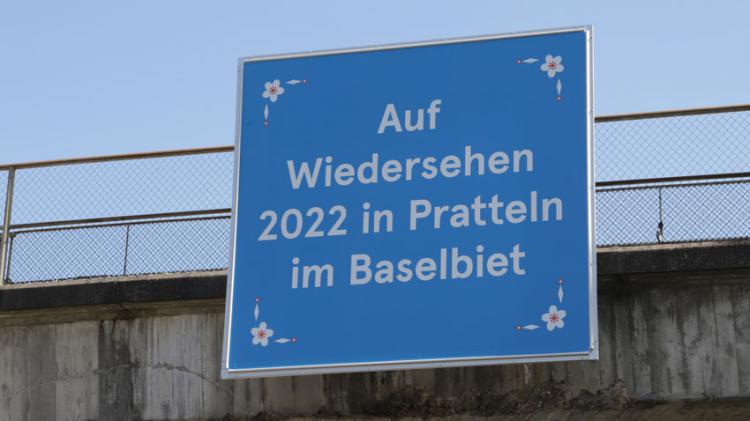 Auf
Wiedersehen
2022 in Pratteln
im Baselbiet